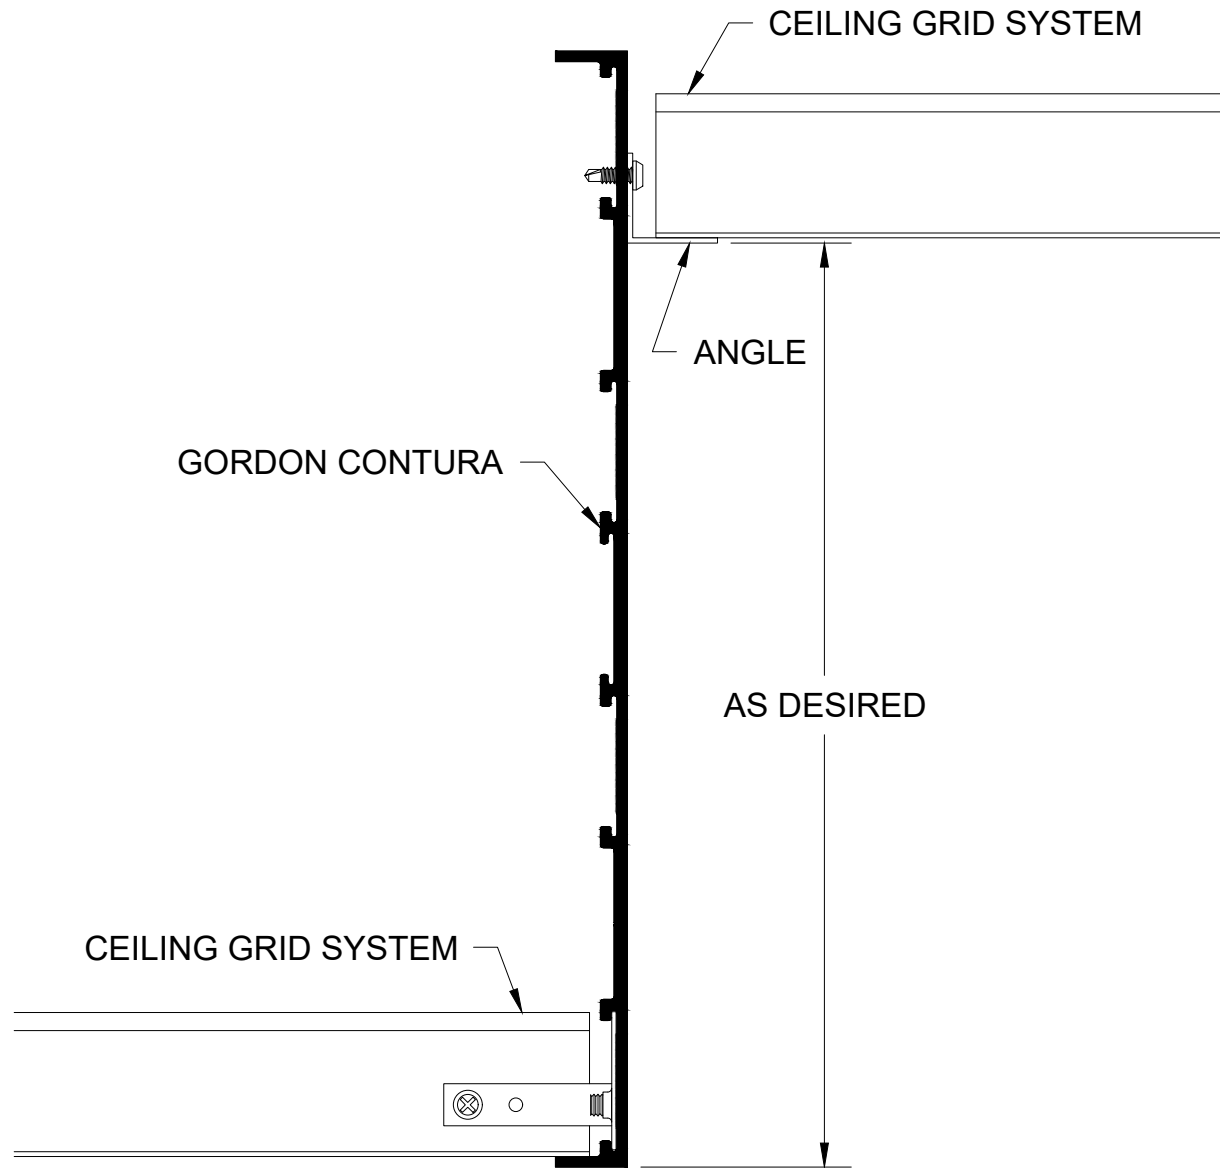 CEILING GRID SYSTEM
ANGLE
GORDON CONTURA
AS DESIRED
CEILING GRID SYSTEM